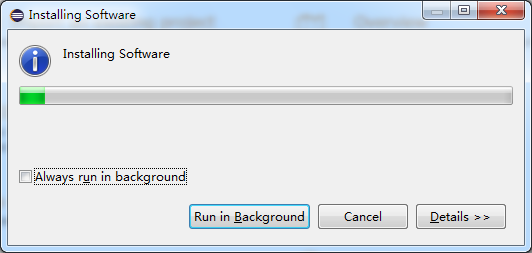 Installing Software
Installing Software
Always run in background
Run in Background
Cancel
Details >>